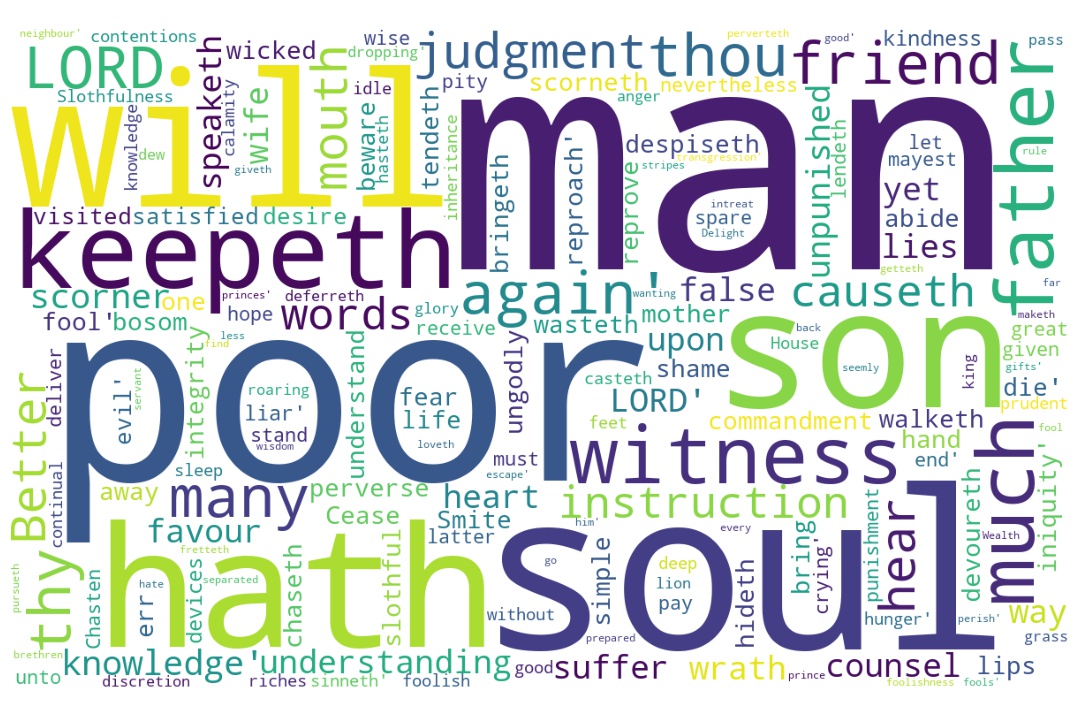 neighbour' contentions
LORD
Slothfulness
will
knowledge
dew
speaketh
wicked
calamity
giveth
wife
mouth
wise
dropping'
idle
beware
hasteth
judgment
tendeth
pity
inheritance
thou
perverteth
scorneth nevertheless
anger
man
friend
good' kindness
pass
father
rule
despiseth
transgression'
stripes
bringeth
reproach'
reprove
intreat
spare
Delight
unpunished
lendeth
let
mayest
yet
abide
lies
getteth
far
visited satisfied desire
keepeth
scorner one
princes' deferreth
hope
words
fool' bosom
less
find
glory
receive
again'
wanting
wasteth
mother
false
causeth
upon
shame
son
back
House
seemly
king
maketh
great
given
gifts'
die'
prudent
fool
Better
deliver
continual
poor
evil'
servant
integrity
roaring
liar'
stand
wisdom
understand
fear
life
loveth
ungodly
casteth
LORD'
feet
commandment walketh
witness
hand
end'
much
iniquity'
must
escape'
sleep
away
many
perverse
Cease
heart
Smite
latter
instruction
favour
fretteth
thy
pursueth
brethren
unto
Chasten
hath
hate
err
devices
separated
chaseth
slothful
soul
him'
go
without
simple
prepared
every
deep
lion
pay
hideth
bring
crying'
punishment
hear
hunger'
devoureth
Wealth
perish'
way
grass
knowledge' understanding
discretion
riches sinneth' foolish
good suffer wrath
prince
counsel lips
foolishness fools'